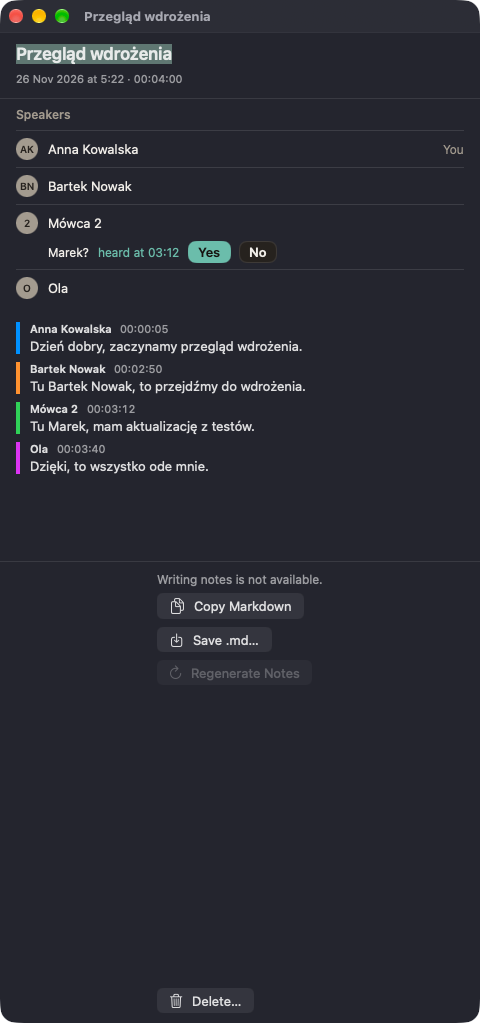 Przegląd wdrożenia
Przegląd wdrożenia
26 Nov 2026 at 5:22 · 00:04:00
Speakers
AK Anna Kowalska You
BN Bartek Nowak
2 Mówca 2
Marek? heard at 03:12 Yes No
O Ola
Anna Kowalska 00:00:05
Dzień dobry, zaczynamy przegląd wdrożenia.
Bartek Nowak 00:02:50
Tu Bartek Nowak, to przejdźmy do wdrożenia.
Mówca 2 00:03:12
Tu Marek, mam aktualizację z testów.
Ola 00:03:40
Dzięki, to wszystko ode mnie.
Writing notes is not available.
Copy Markdown
Save .md...
Regenerate Notes
Delete...